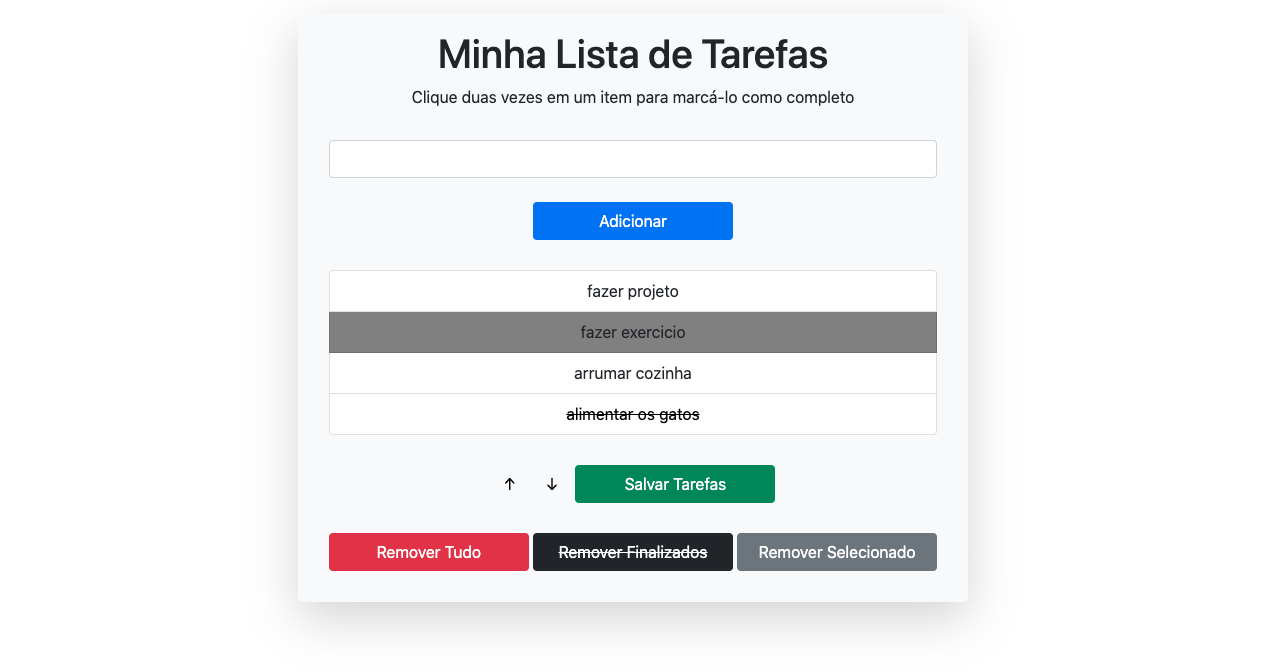 Minha Lista de Tarefas
Clique duas vezes em um item para marcá-lo como completo
Adicionar
fazer projeto
fazer exercicio
arrumar cozinha
alimentar os gatos
↑ ↓ Salvar Tarefas
Remover Tudo Remover Finalizados Remover Selecionado